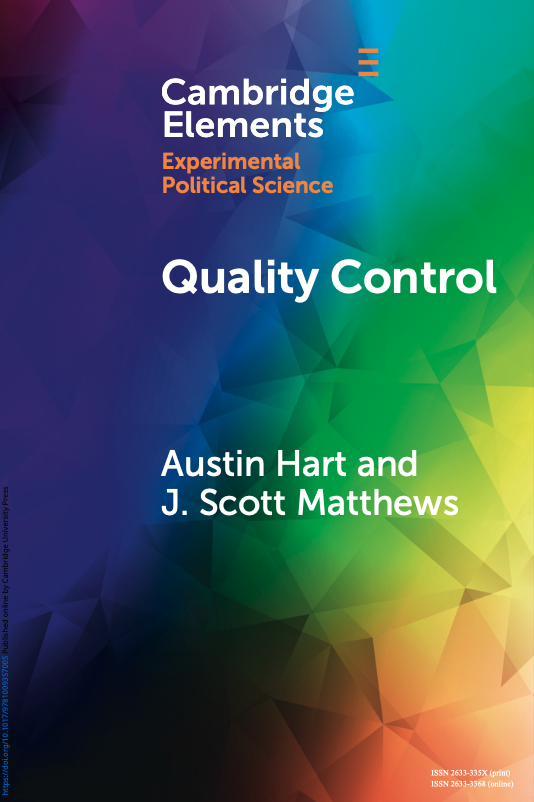 Cambridge
Elements
Experimental
Political Science
Quality Control
Austin Hart and
J. Scott Matthews
https://doi.org/10.1017/9781009357005 Published online by Cambridge University Press
ISSN 2633-335X (print)
ISSN 2633-3368 (online)